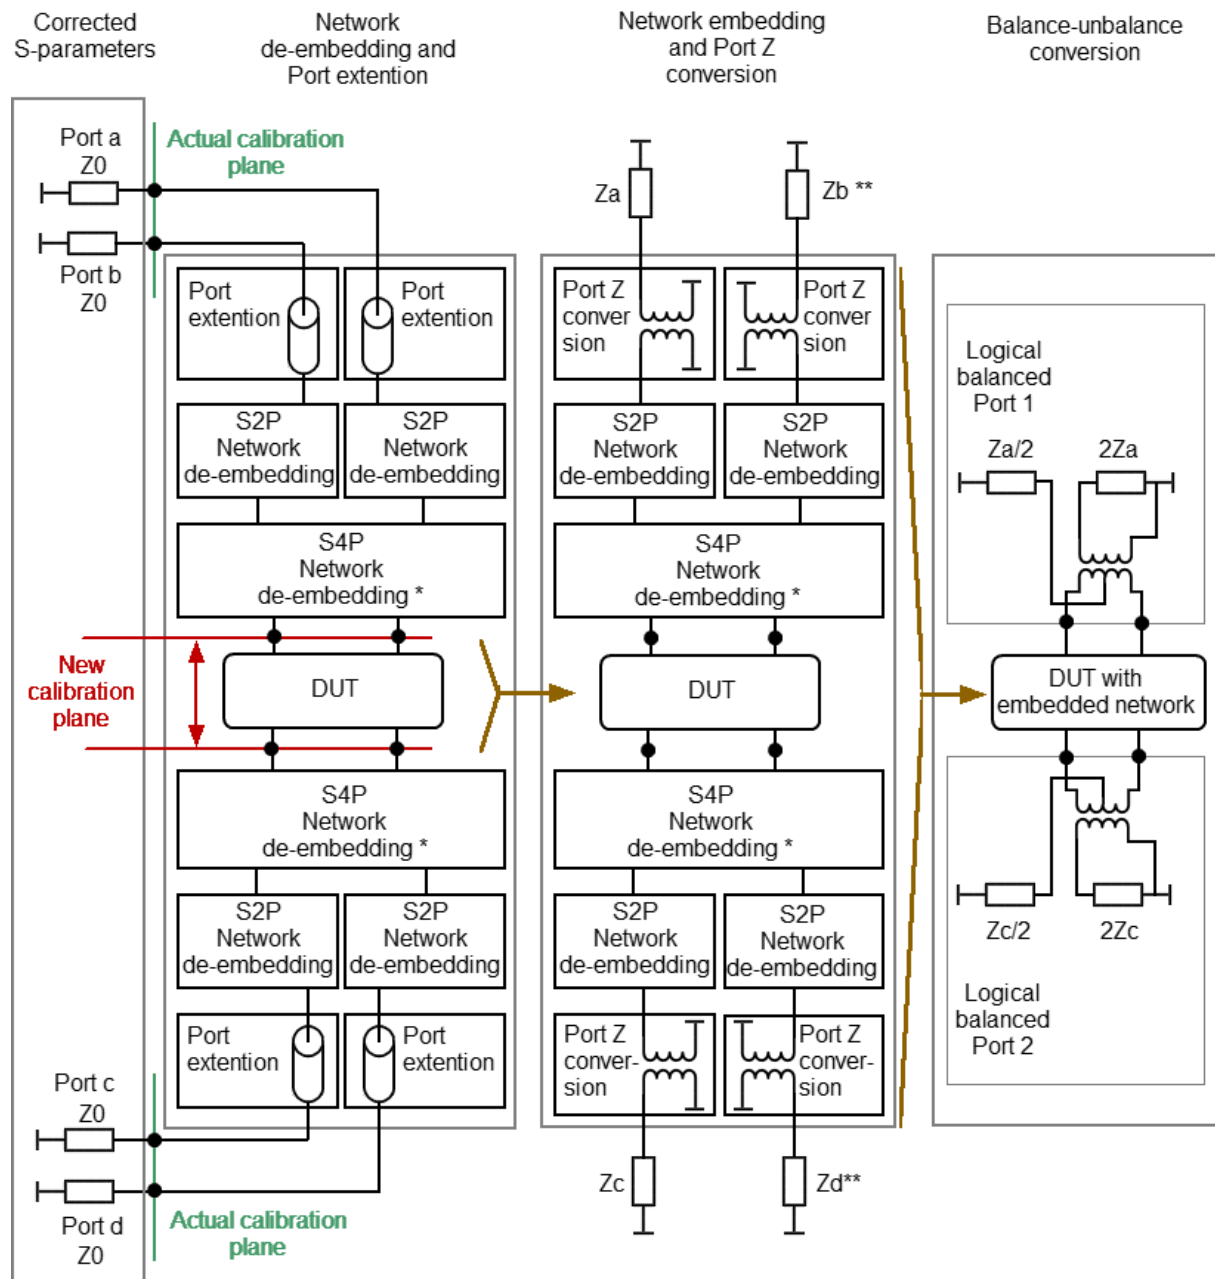 Corrected
S-parameters
Network
de-embedding and
Port extention
Network embedding
and Port Z
conversion
Balance-unbalance
conversion
Port a
Z0
Actual calibration
plane
Port b
Z0
Za
Zb **
Port
extention
Port
extention
Port Z
conver
sion
Port Z
conver
sion
S2P
Network
de-embedding
S2P
Network
de-embedding
S2P
Network
de-embedding
S2P
Network
de-embedding
S4P
Network
de-embedding *
S4P
Network
de-embedding *
Logical
balanced
Port 1
Za/2
2Za
New
calibration
plane
DUT
DUT
DUT with
embedded network
S4P
Network
de-embedding *
S4P
Network
de-embedding *
Zc/2
2Zc
S2P
Network
de-embedding
S2P
Network
de-embedding
S2P
Network
de-embedding
S2P
Network
de-embedding
Logical
balanced
Port 2
Port
extention
Port
extention
Port Z
conver-
sion
Port Z
conver-
sion
Port c
Z0
Port d
Z0
Actual calibration
plane
Zc
Zd**